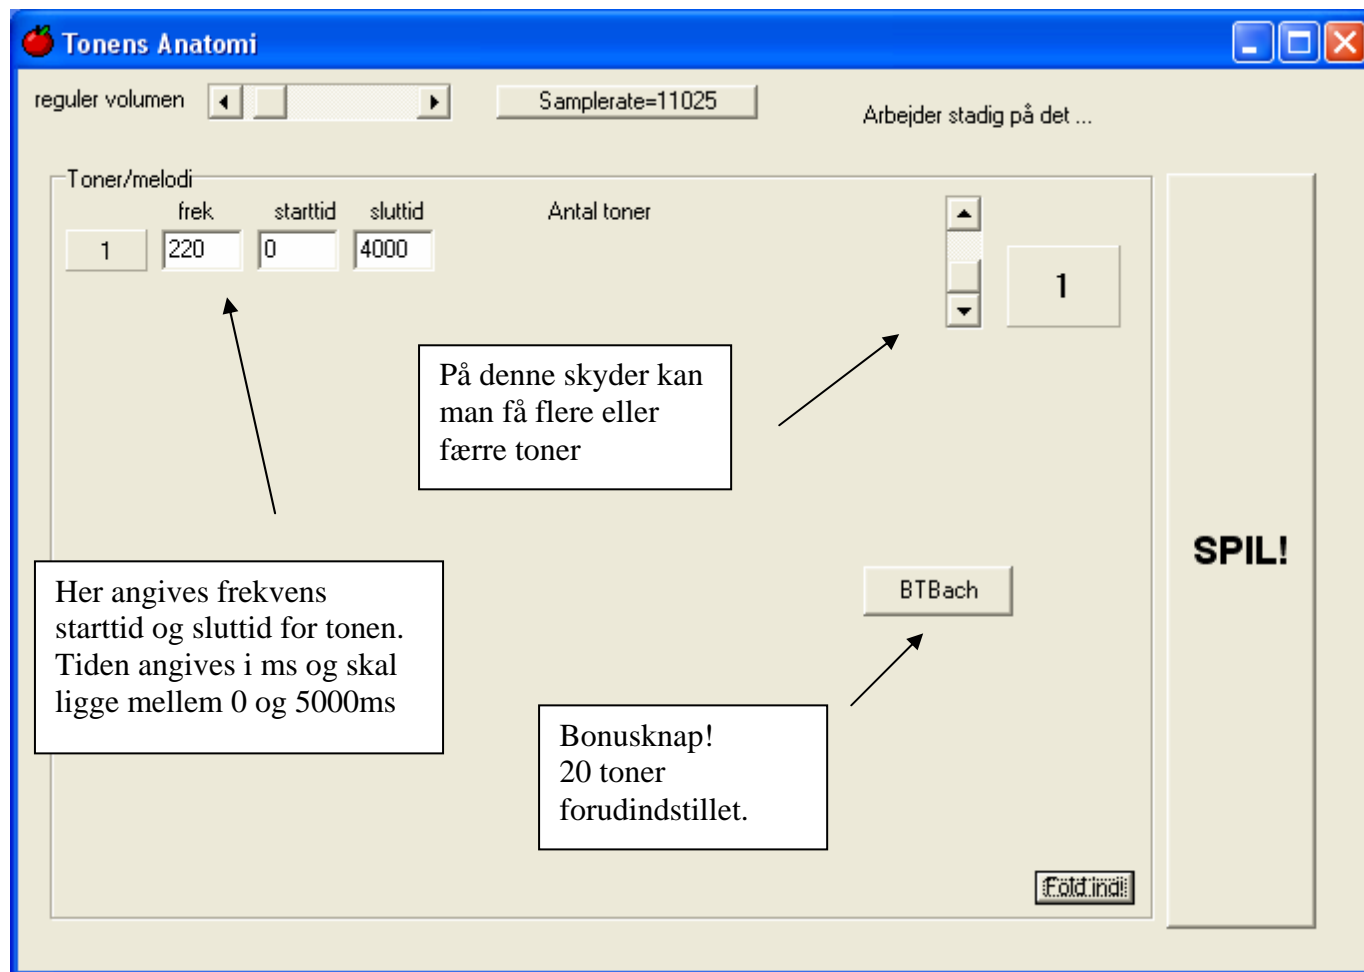 Tonens Anatomi
reguler volumen
Samplerate=11025
Arbejder stadig på det ...
Toner/melodi
frek starttid sluttid Antal toner
1 220 0 4000
1
På denne skyder kan
man få flere eller
færre toner
SPIL!
Her angives frekvens
starttid og sluttid for tonen.
Tiden angives i ms og skal
ligge mellem 0 og 5000ms
BTBach
Bonusknap!
20 toner
forudindstillet.
Fold ind!